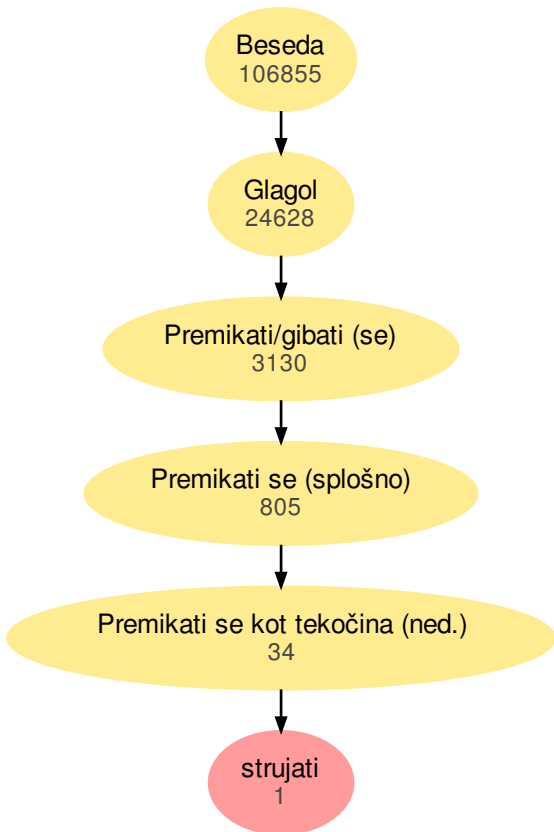 Beseda
106855
Glagol
24628
Premikati/gibati (se)
3130
Premikati se (splošno)
805
Premikati se kot tekočina (ned.)
34
strujati
1